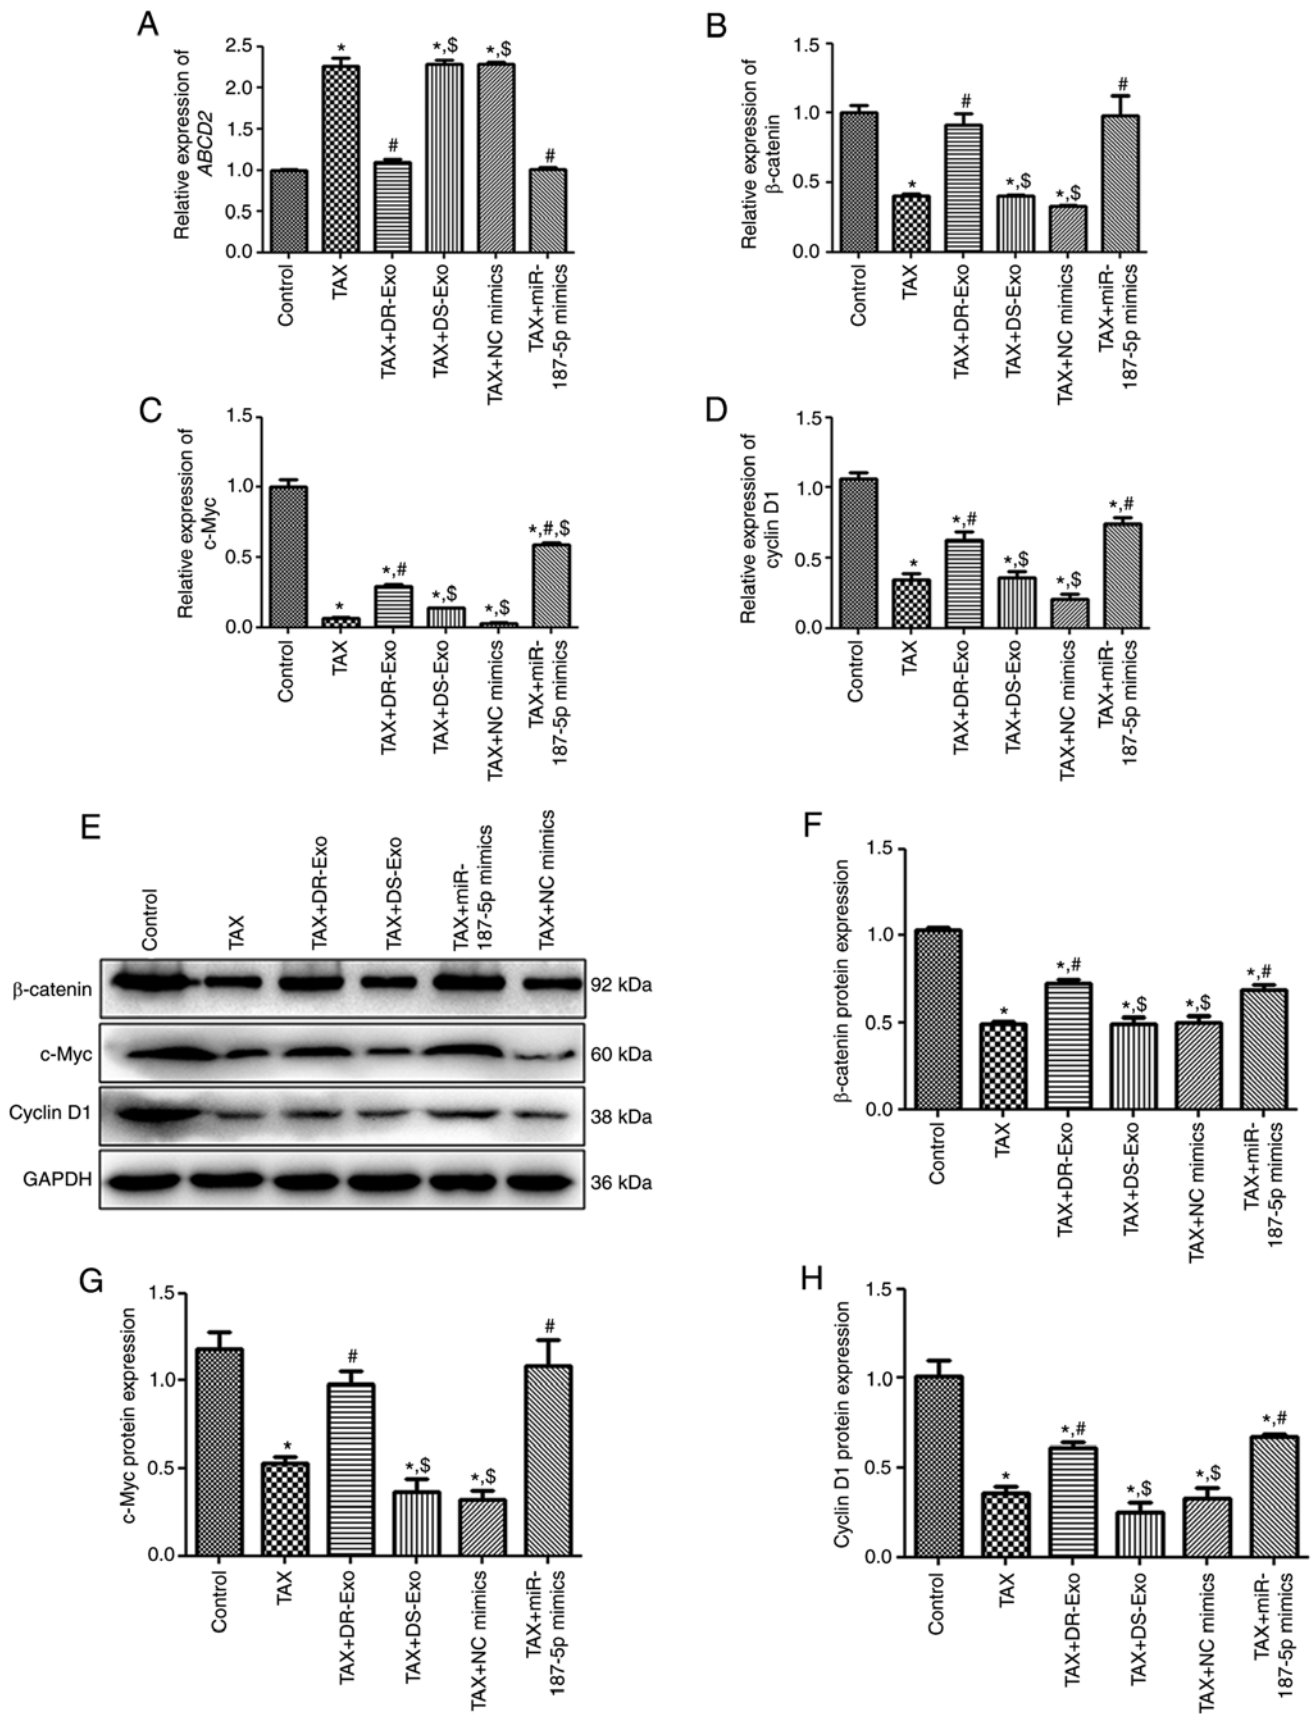 A
Relative expression of
ABCD2
2.5
2.0
1.5
1.0
0.5
0.0
*
#
*,$
*,$
#
Control
TAX
TAX+DR-Exo
TAX+DS-Exo
TAX+NC mimics
TAX+miR-
187-5p mimics
B
Relative expression of
β-catenin
1.5
1.0
0.5
0.0
*
#
*,$
*,$
#
Control
TAX
TAX+DR-Exo
TAX+DS-Exo
TAX+NC mimics
TAX+miR-
187-5p mimics
C
Relative expression of
c-Myc
1.5
1.0
0.5
0.0
*
*,#
*,$
*,$
*,#,$
Control
TAX
TAX+DR-Exo
TAX+DS-Exo
TAX+NC mimics
TAX+miR-
187-5p mimics
D
Relative expression of
cyclin D1
1.5
1.0
0.5
0.0
*
*,#
*,$
*,$
*,#
Control
TAX
TAX+DR-Exo
TAX+DS-Exo
TAX+NC mimics
TAX+miR-
187-5p mimics
E
Control
TAX
TAX+DR-Exo
TAX+DS-Exo
TAX+miR-
187-5p mimics
TAX+NC mimics
β-catenin 92 kDa
c-Myc 60 kDa
Cyclin D1 38 kDa
GAPDH 36 kDa
F
β-catenin protein expression
1.5
1.0
0.5
0.0
*
*,#
*,$
*,$
*,#
Control
TAX
TAX+DR-Exo
TAX+DS-Exo
TAX+NC mimics
TAX+miR-
187-5p mimics
G
c-Myc protein expression
1.5
1.0
0.5
0.0
*
#
*,$
*,$
#
Control
TAX
TAX+DR-Exo
TAX+DS-Exo
TAX+NC mimics
TAX+miR-
187-5p mimics
H
Cyclin D1 protein expression
1.5
1.0
0.5
0.0
*
*,#
*,$
*,$
*,#
Control
TAX
TAX+DR-Exo
TAX+DS-Exo
TAX+NC mimics
TAX+miR-
187-5p mimics